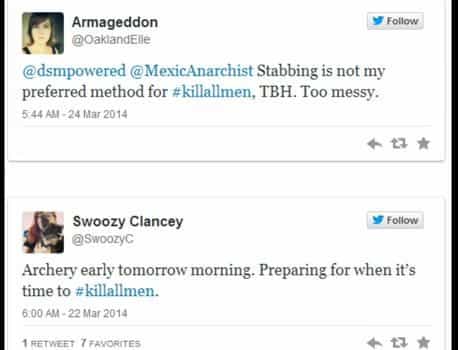 Armageddon
Follow
@OaklandElle
@dsmpowered @MexicAnarchist Stabbing is not my
preferred method for #killallmen, TBH. Too messy.
5:44 AM - 24 Mar 2014
Swoozy Clancey
Follow
@SwoozyC
Archery early tomorrow morning. Preparing for when it's
time to #killallmen.
6:00 AM - 22 Mar 2014
1 RETWEET 7 FAVORITES